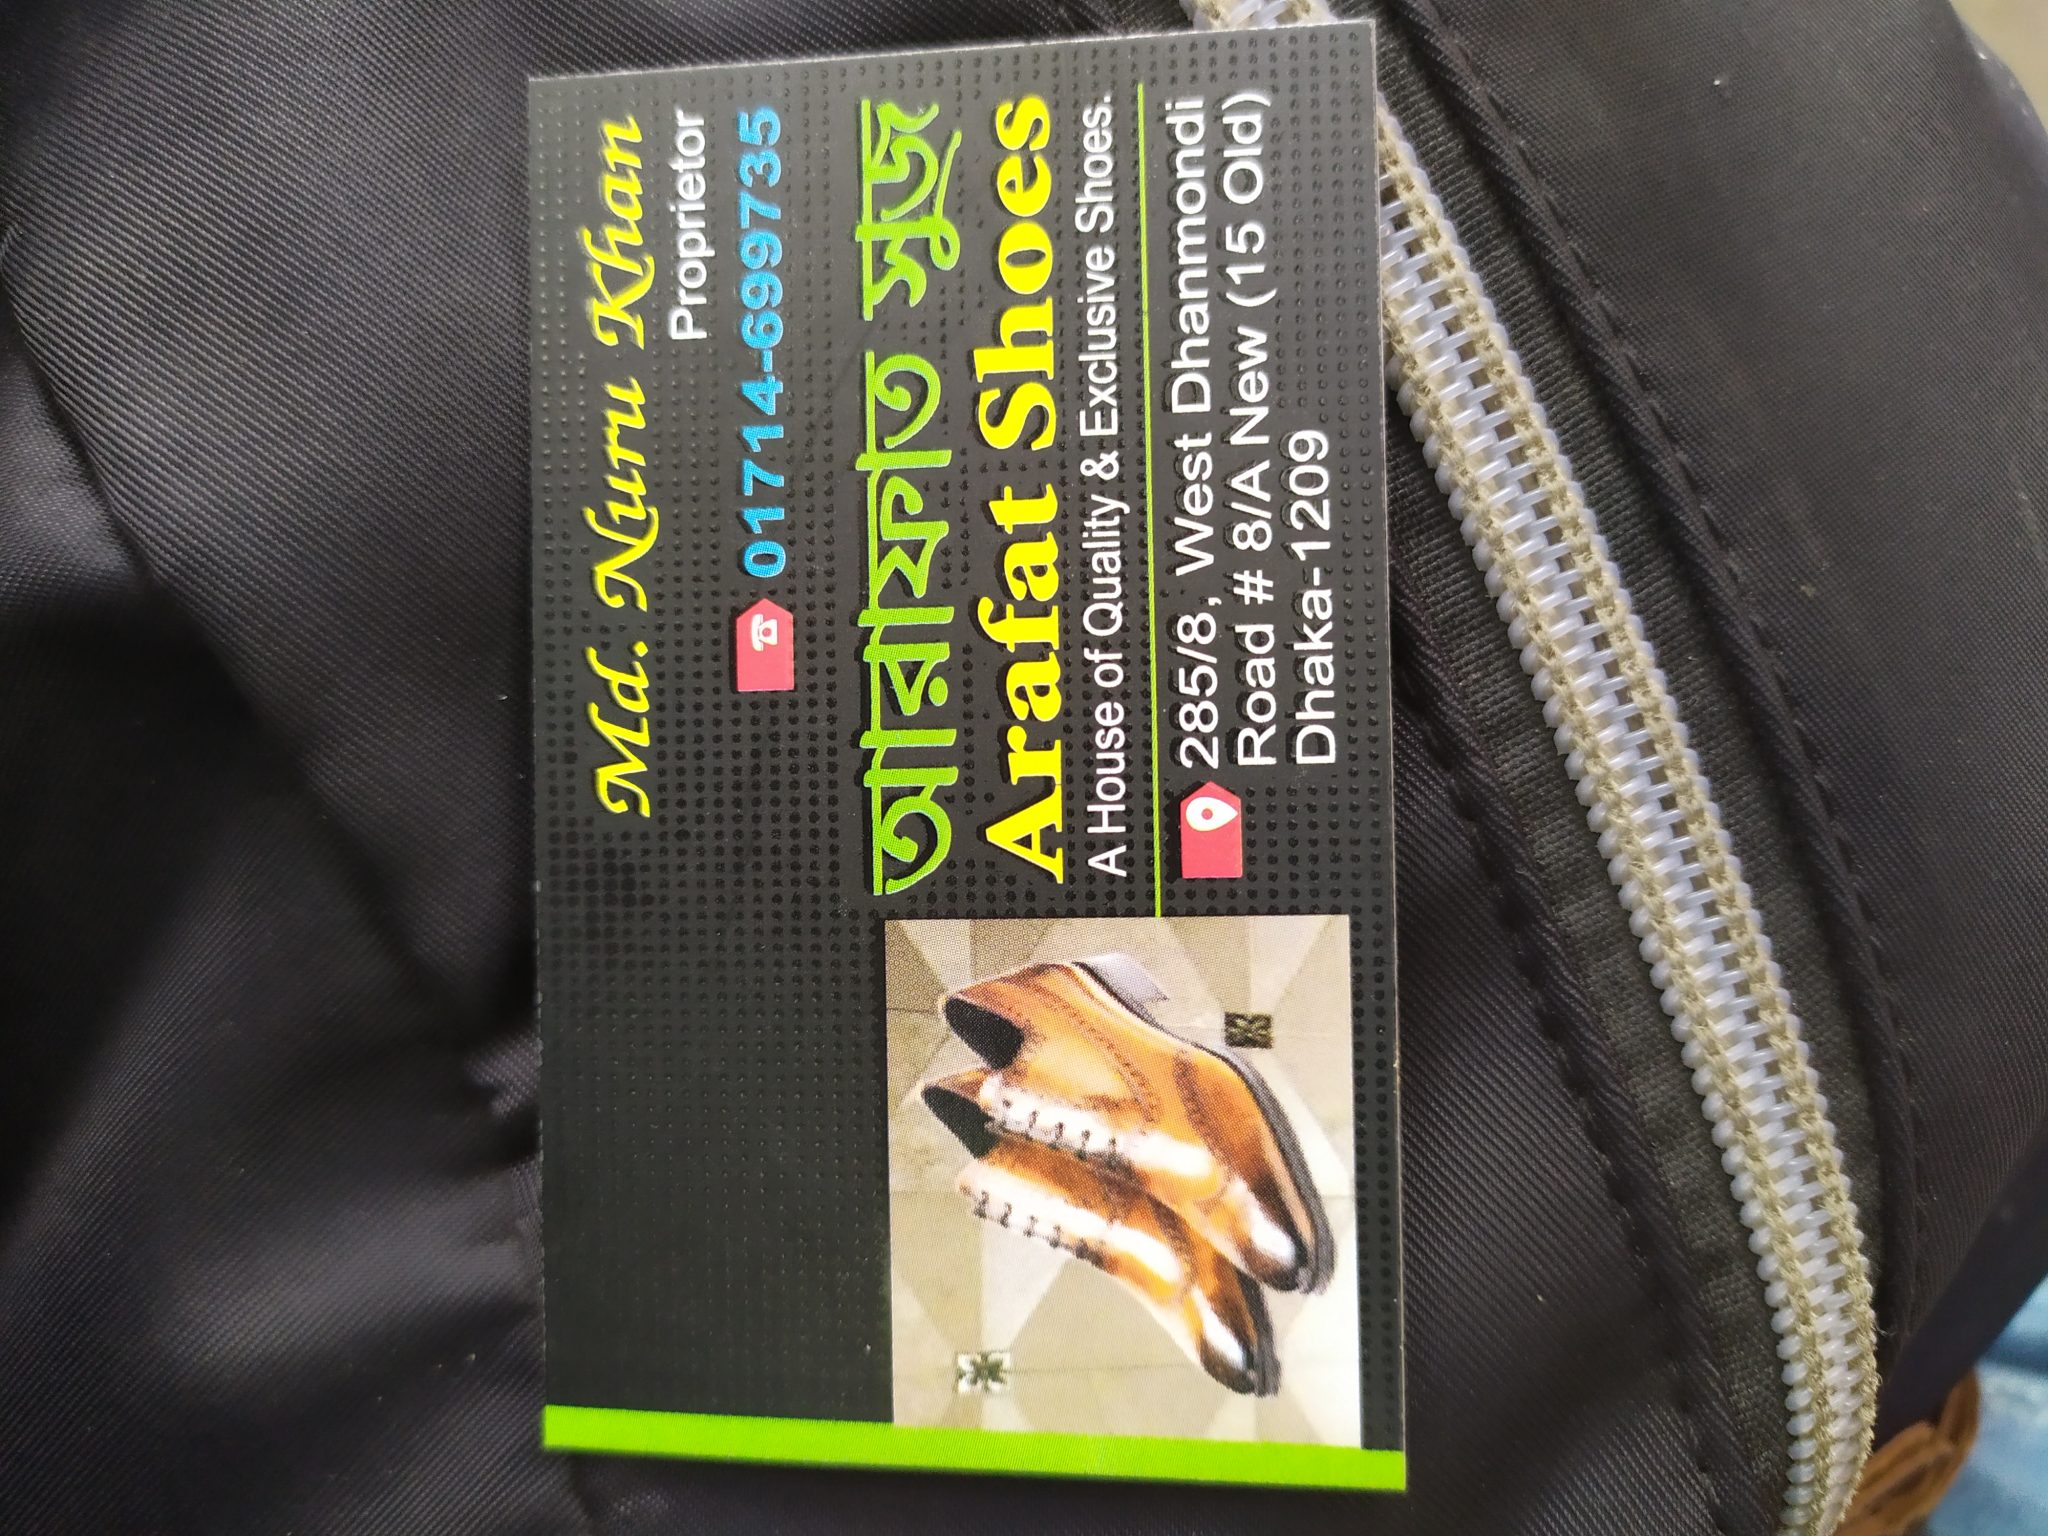 Md. Nuru Khan
Proprietor
01714-699735
আরাফাত সুজ
Arafat Shoes
A House of Quality & Exclusive Shoes.
285/8, West Dhanmondi
Road # 8/A New (15 Old)
Dhaka-1209